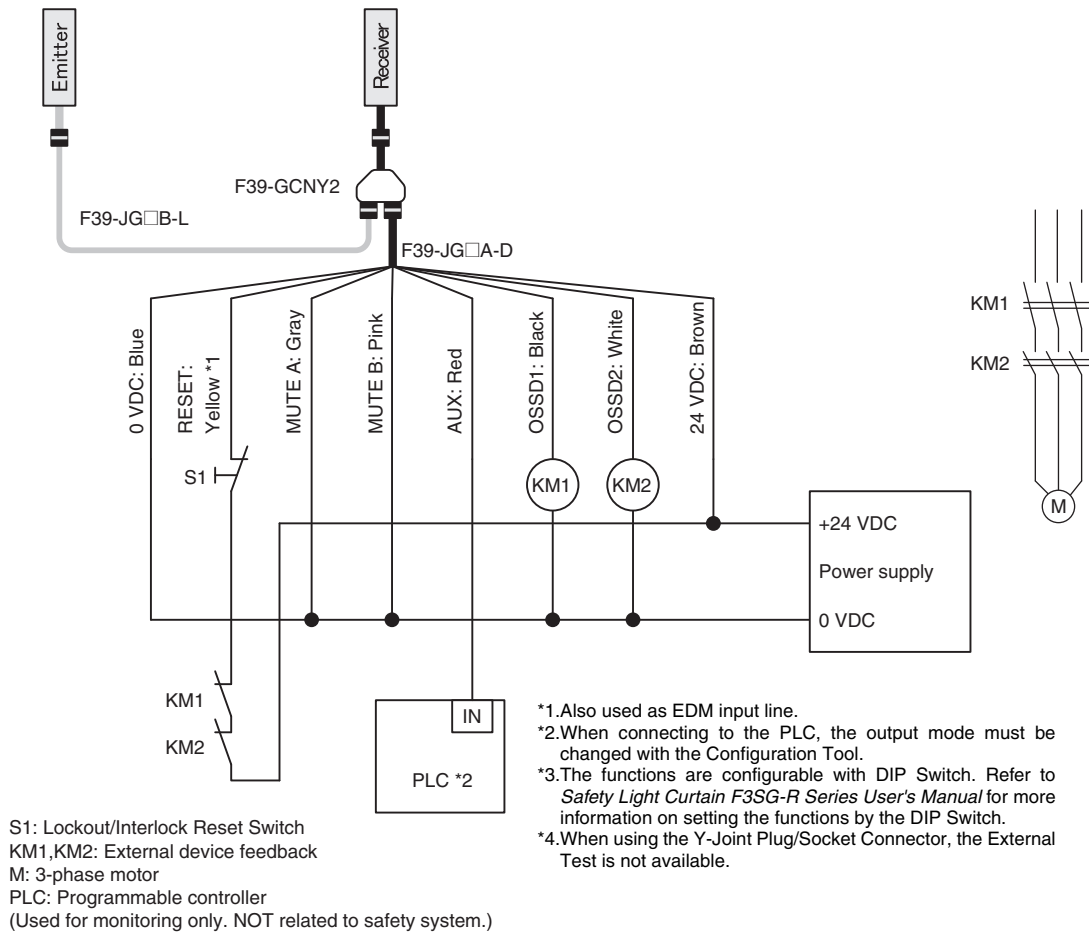 Emitter
Receiver
F39-GCNY2
F39-JG□B-L
F39-JG□A-D
0 VDC: Blue
RESET:
Yellow *1
MUTE A: Gray
MUTE B: Pink
AUX: Red
OSSD1: Black
OSSD2: White
24 VDC: Brown
KM1
KM2
S1
KM1
KM2
M
+24 VDC
Power supply
0 VDC
KM1
KM2
IN
PLC *2
*1.Also used as EDM input line.
*2.When connecting to the PLC, the output mode must be
changed with the Configuration Tool.
*3.The functions are configurable with DIP Switch. Refer to
Safety Light Curtain F3SG-R Series User's Manual for more
information on setting the functions by the DIP Switch.
*4.When using the Y-Joint Plug/Socket Connector, the External
Test is not available.
S1: Lockout/Interlock Reset Switch
KM1,KM2: External device feedback
M: 3-phase motor
PLC: Programmable controller
(Used for monitoring only. NOT related to safety system.)